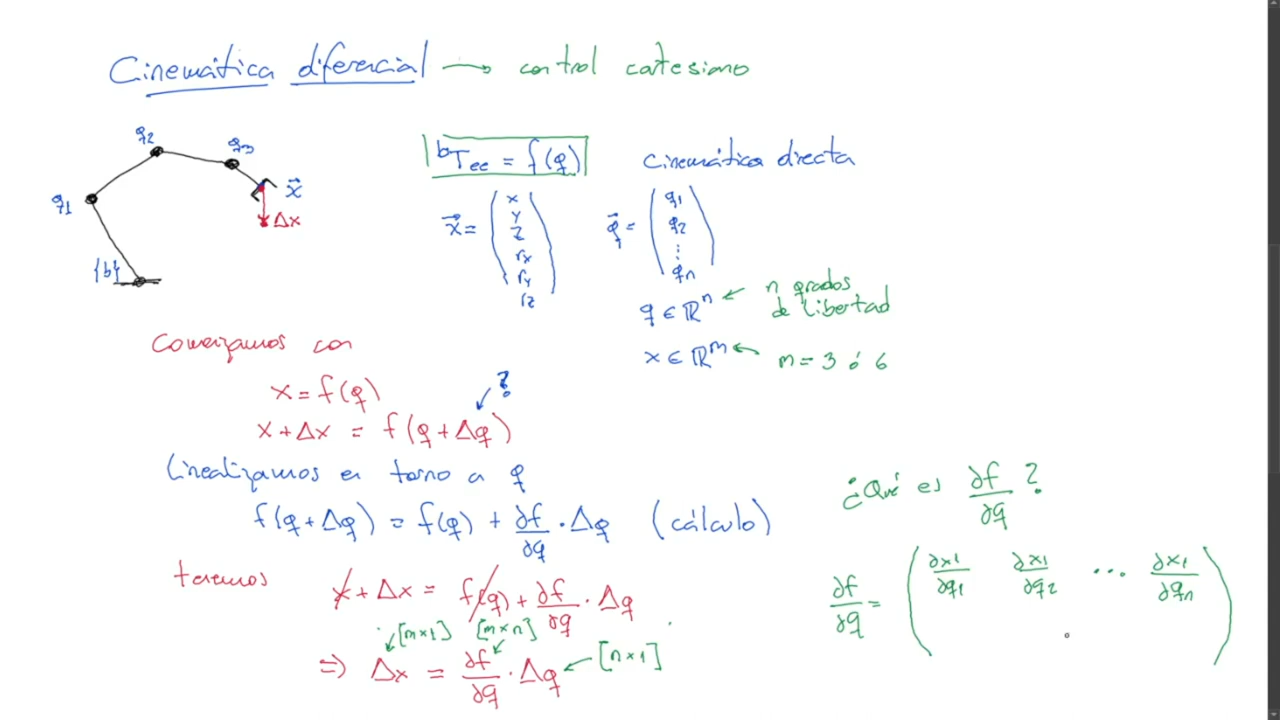 Cinemática diferencial → control cartesiano
q1
q2
q3
{b}
x⃗
Δx
ᵇTee = f(q) cinemática directa
x⃗ = (x y z rx ry rz)
q⃗ = (q1 q2 ⋮ qn)
q ∈ ℝⁿ ← n grados de libertad
x ∈ ℝᵐ ← m = 3 ó 6
Comenzamos con
x = f(q)
?
x + Δx = f(q + Δq)
Linealizamos en torno a q
f(q + Δq) = f(q) + ∂f/∂q · Δq (cálculo)
tenemos
x + Δx = f(q) + ∂f/∂q · Δq
[m×1] [m×n]
⇒ Δx = ∂f/∂q · Δq ← [n×1]
¿Qué es ∂f/∂q ?
∂f/∂q = (∂x1/∂q1 ∂x1/∂q2 ... ∂x1/∂qn)